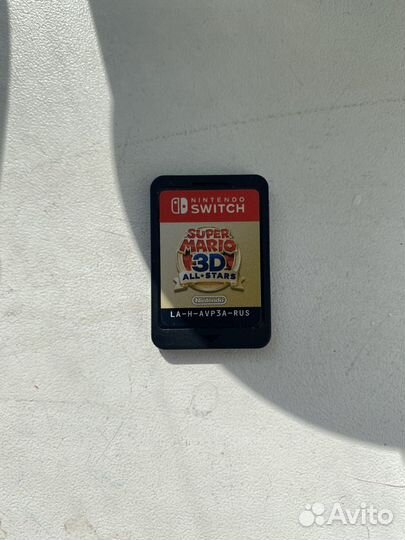 NINTENDO
SWITCH
SUPER
MARIO
3D
ALL★STARS
Nintendo
LA-H-AVP3A-RUS
Avito